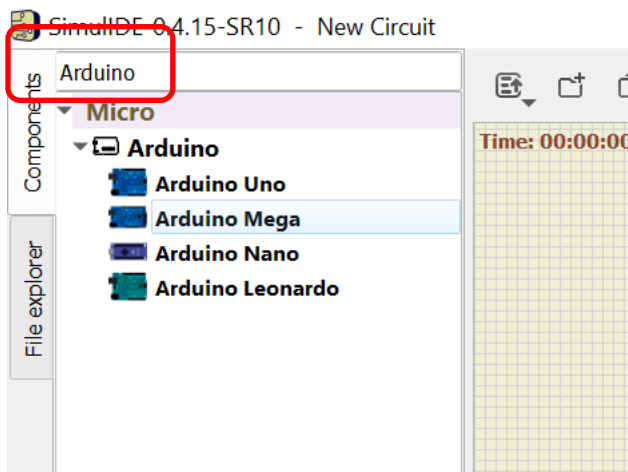 SimulIDE 0.4.15-SR10 - New Circuit
Components
Arduino
Micro
Arduino
Arduino Uno
Arduino Mega
Arduino Nano
Arduino Leonardo
File explorer
Time: 00:00:00